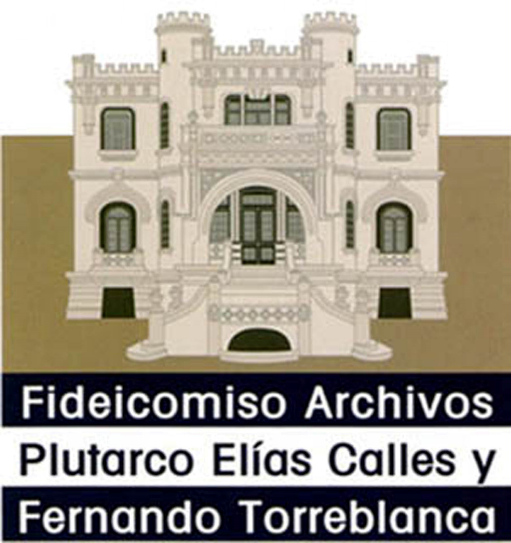 Fideicomiso Archivos
Plutarco Elías Calles y
Fernando Torreblanca